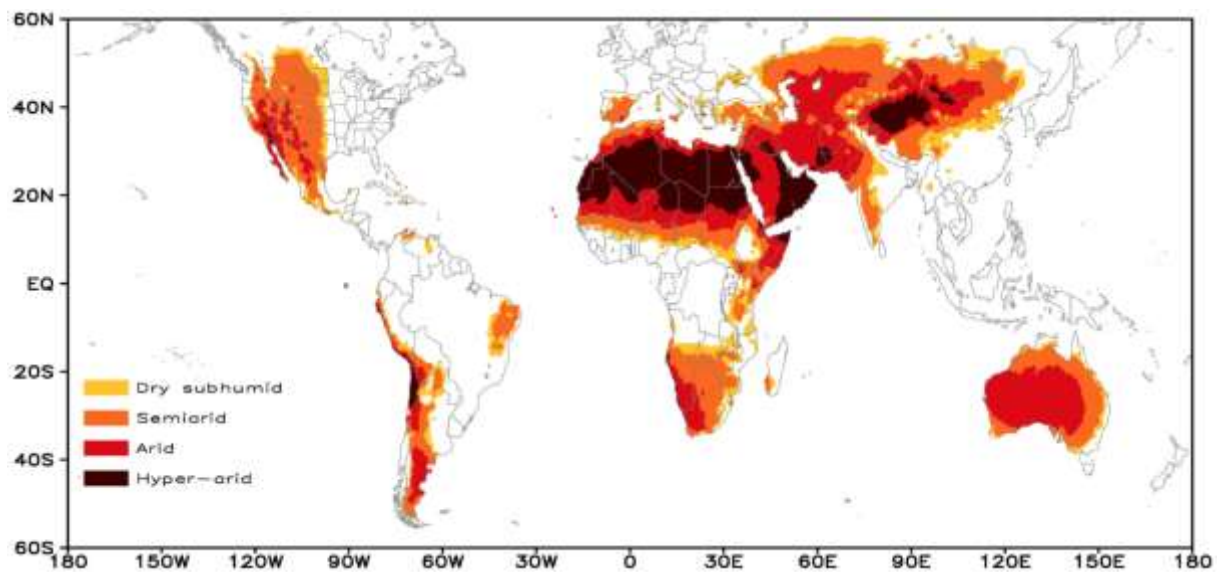 60N
40N
20N
EQ
20S
40S
60S
Dry subhumid
Semiarid
Arid
Hyper-arid
180 150W 120W 90W 60W 30W 0 30E 60E 90E 120E 150E 180